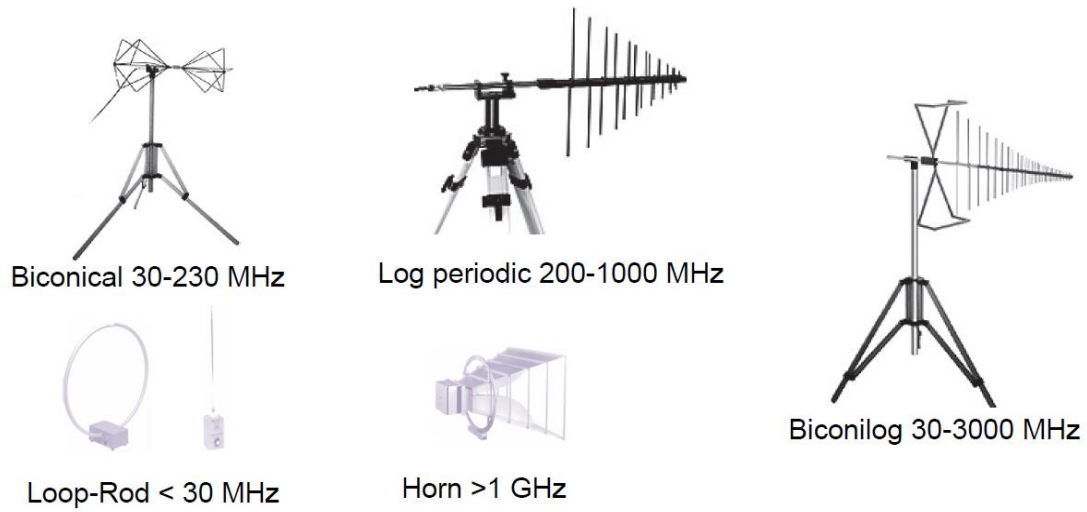 Biconical 30-230 MHz
Log periodic 200-1000 MHz
Biconilog 30-3000 MHz
Loop-Rod < 30 MHz
Horn >1 GHz